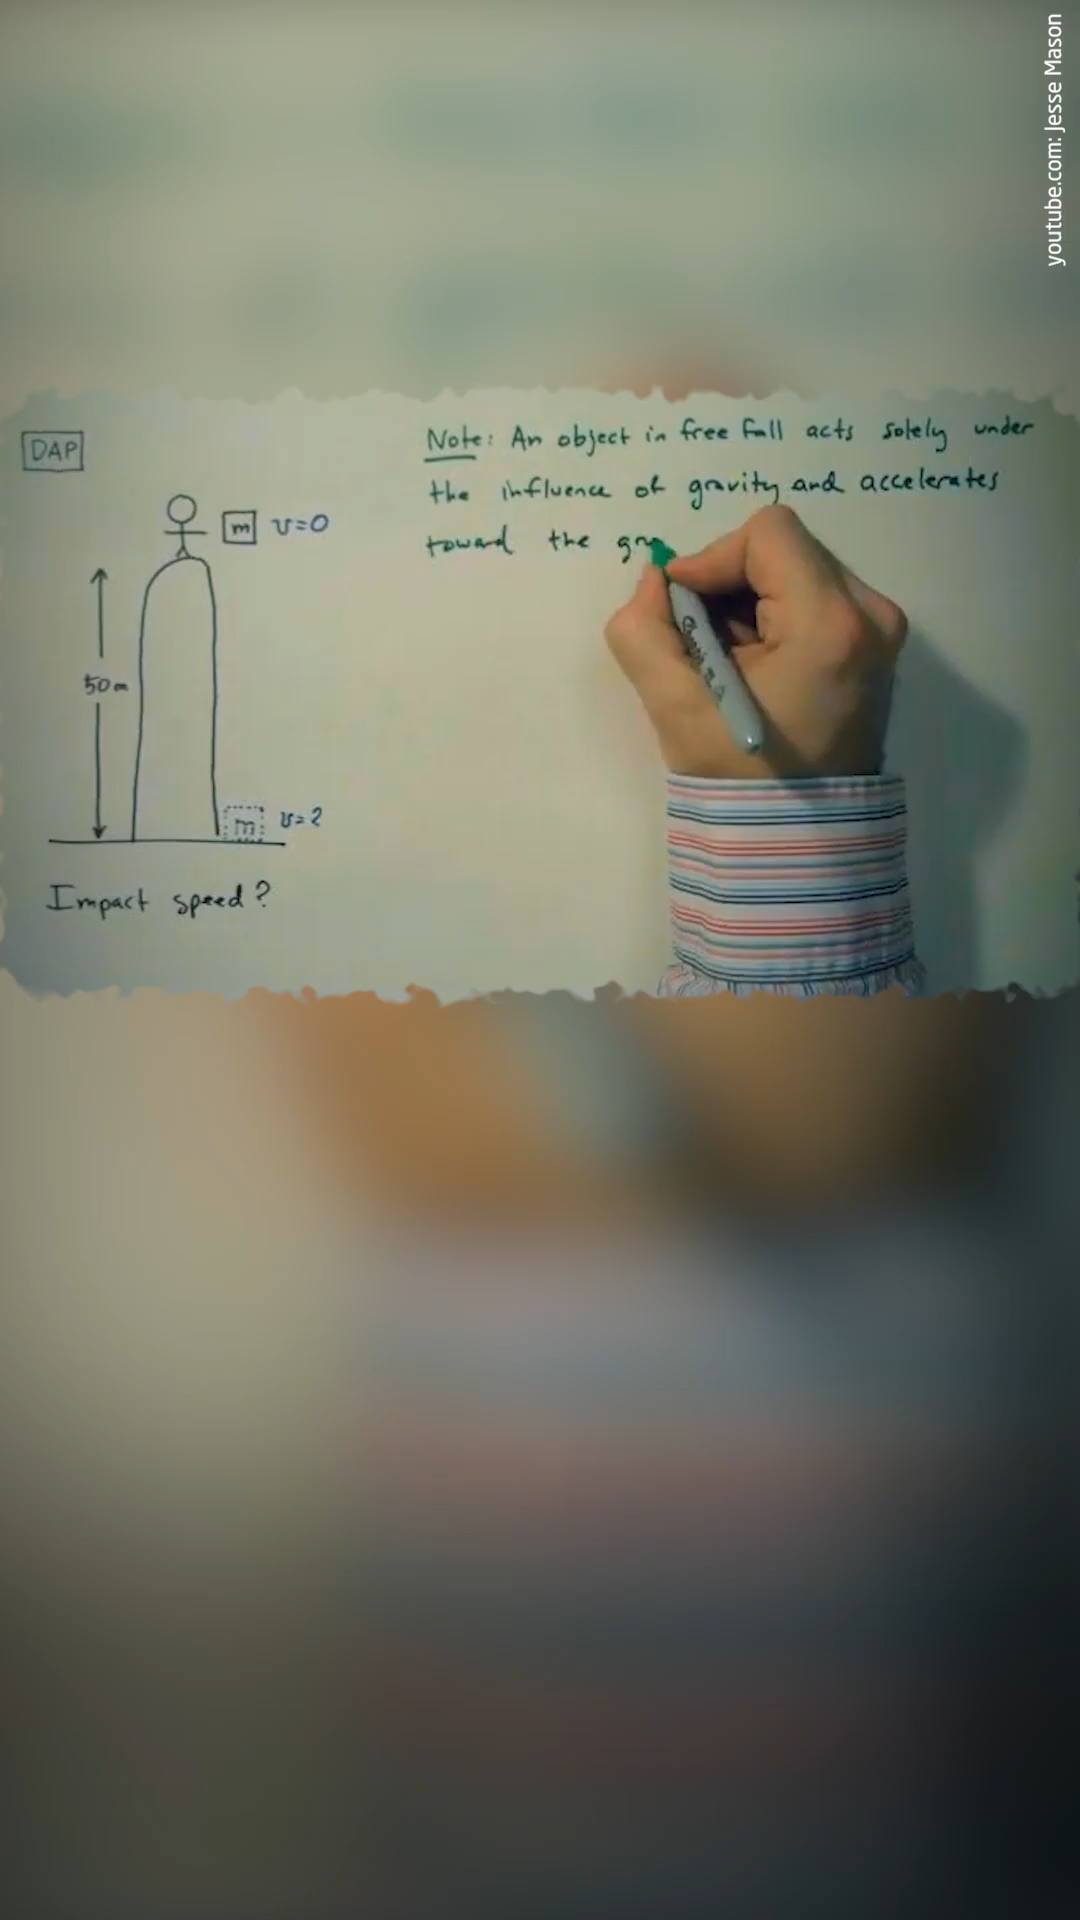 youtube.com: Jesse Mason
DAP
Note: An object in free fall acts solely under
the influence of gravity and accelerates
toward the
m v=0
50m
m v=?
Impact speed?